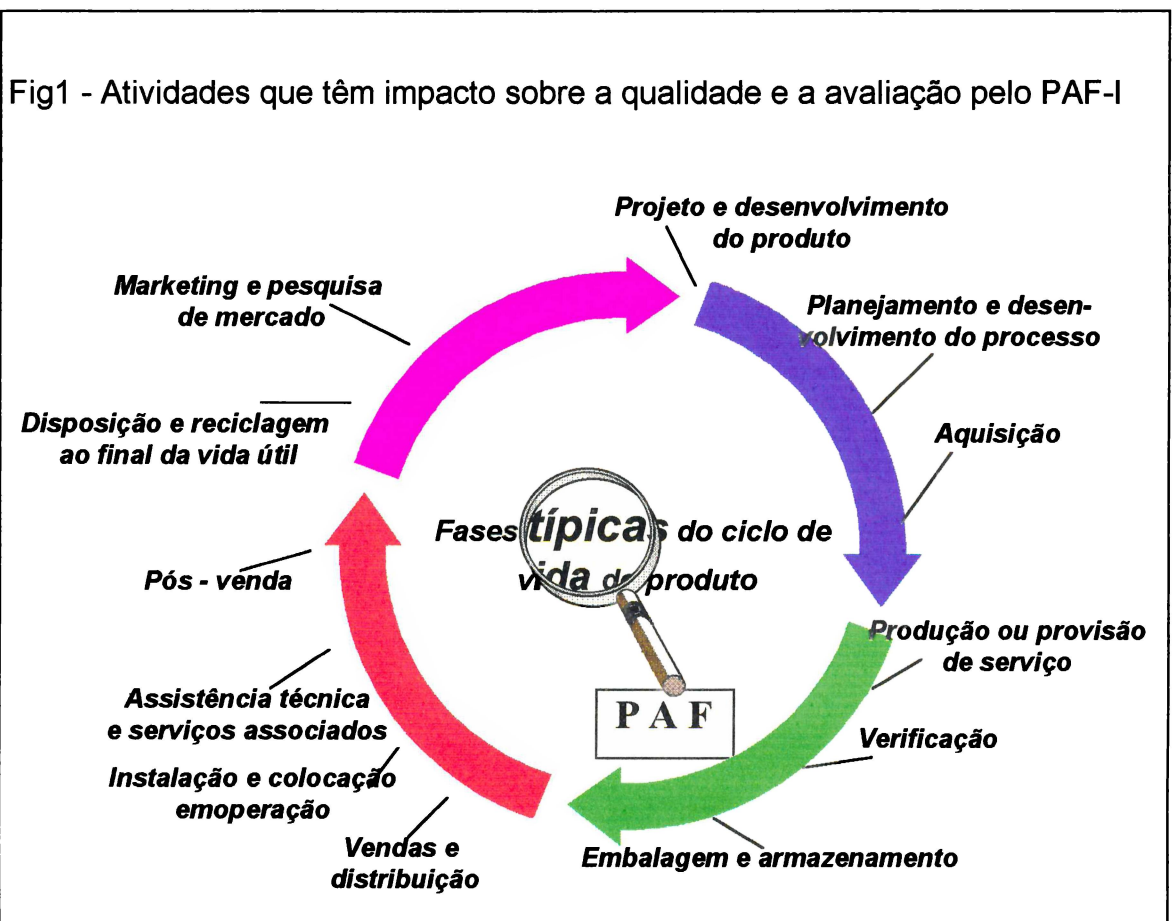 Fig1 - Atividades que têm impacto sobre a qualidade e a avaliação pelo PAF-I
Projeto e desenvolvimento
do produto
Planejamento e desen-
volvimento do processo
Aquisição
Produção ou provisão
de serviço
Verificação
Embalagem e armazenamento
Vendas e
distribuição
Instalação e colocação
emoperação
Assistência técnica
e serviços associados
Pós - venda
Disposição e reciclagem
ao final da vida útil
Marketing e pesquisa
de mercado
Fases típicas do ciclo de
vida do produto
P A F